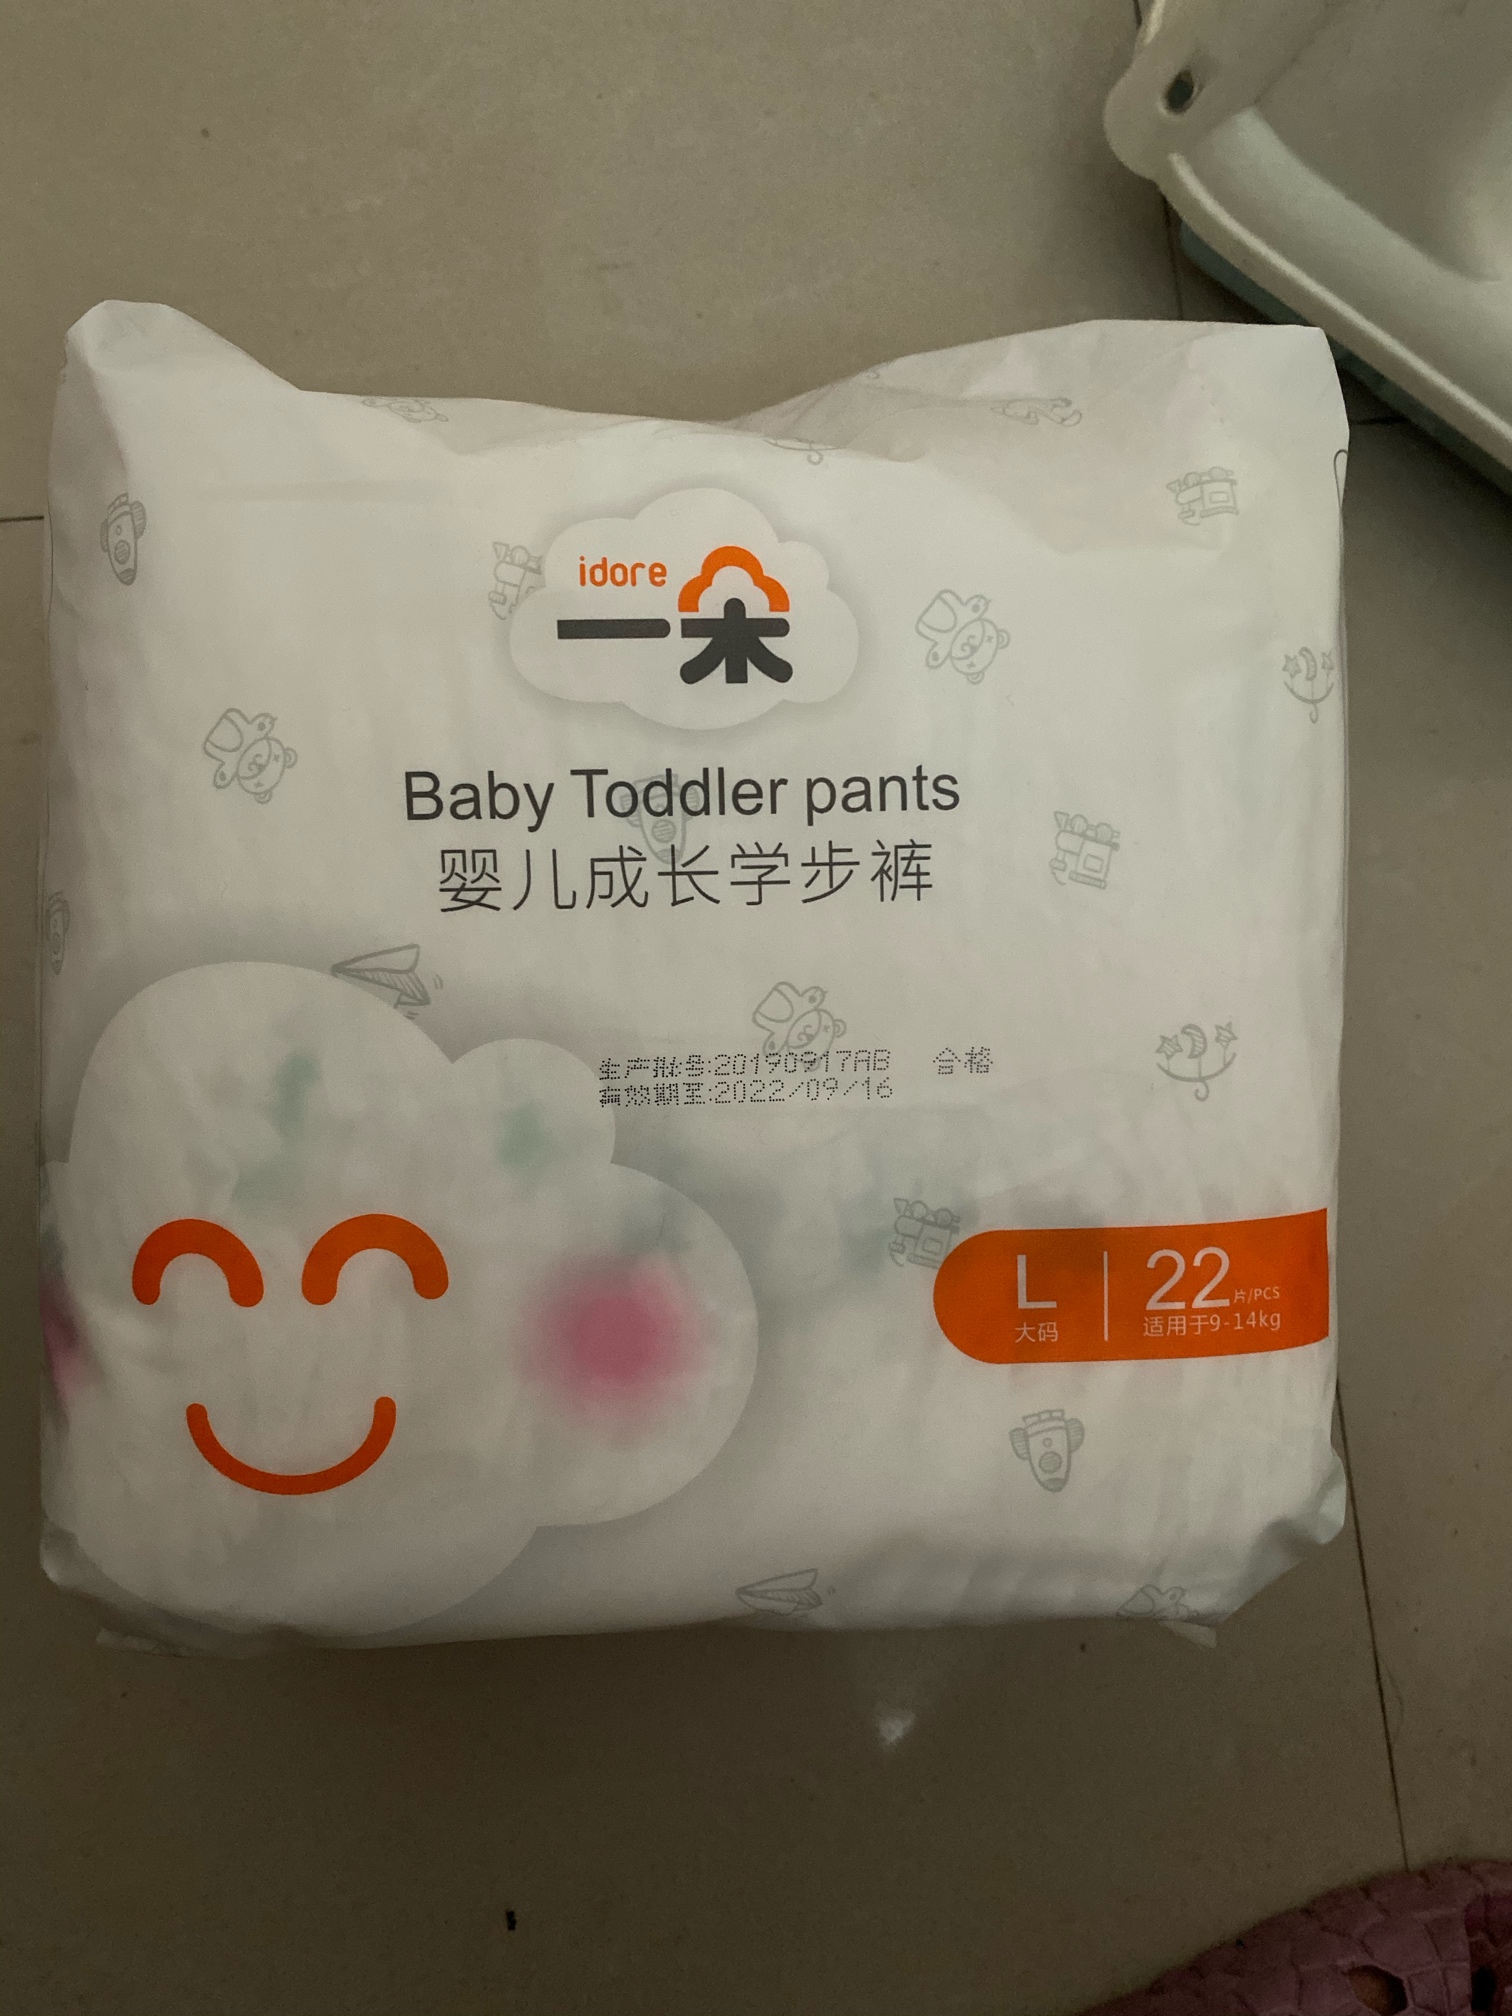 idore
一朵
Baby Toddler pants
婴儿成长学步裤
生产批号:20190917AB 合格
有效期至:2022/09/16
L 22片/PCS
大码 适用于9-14kg